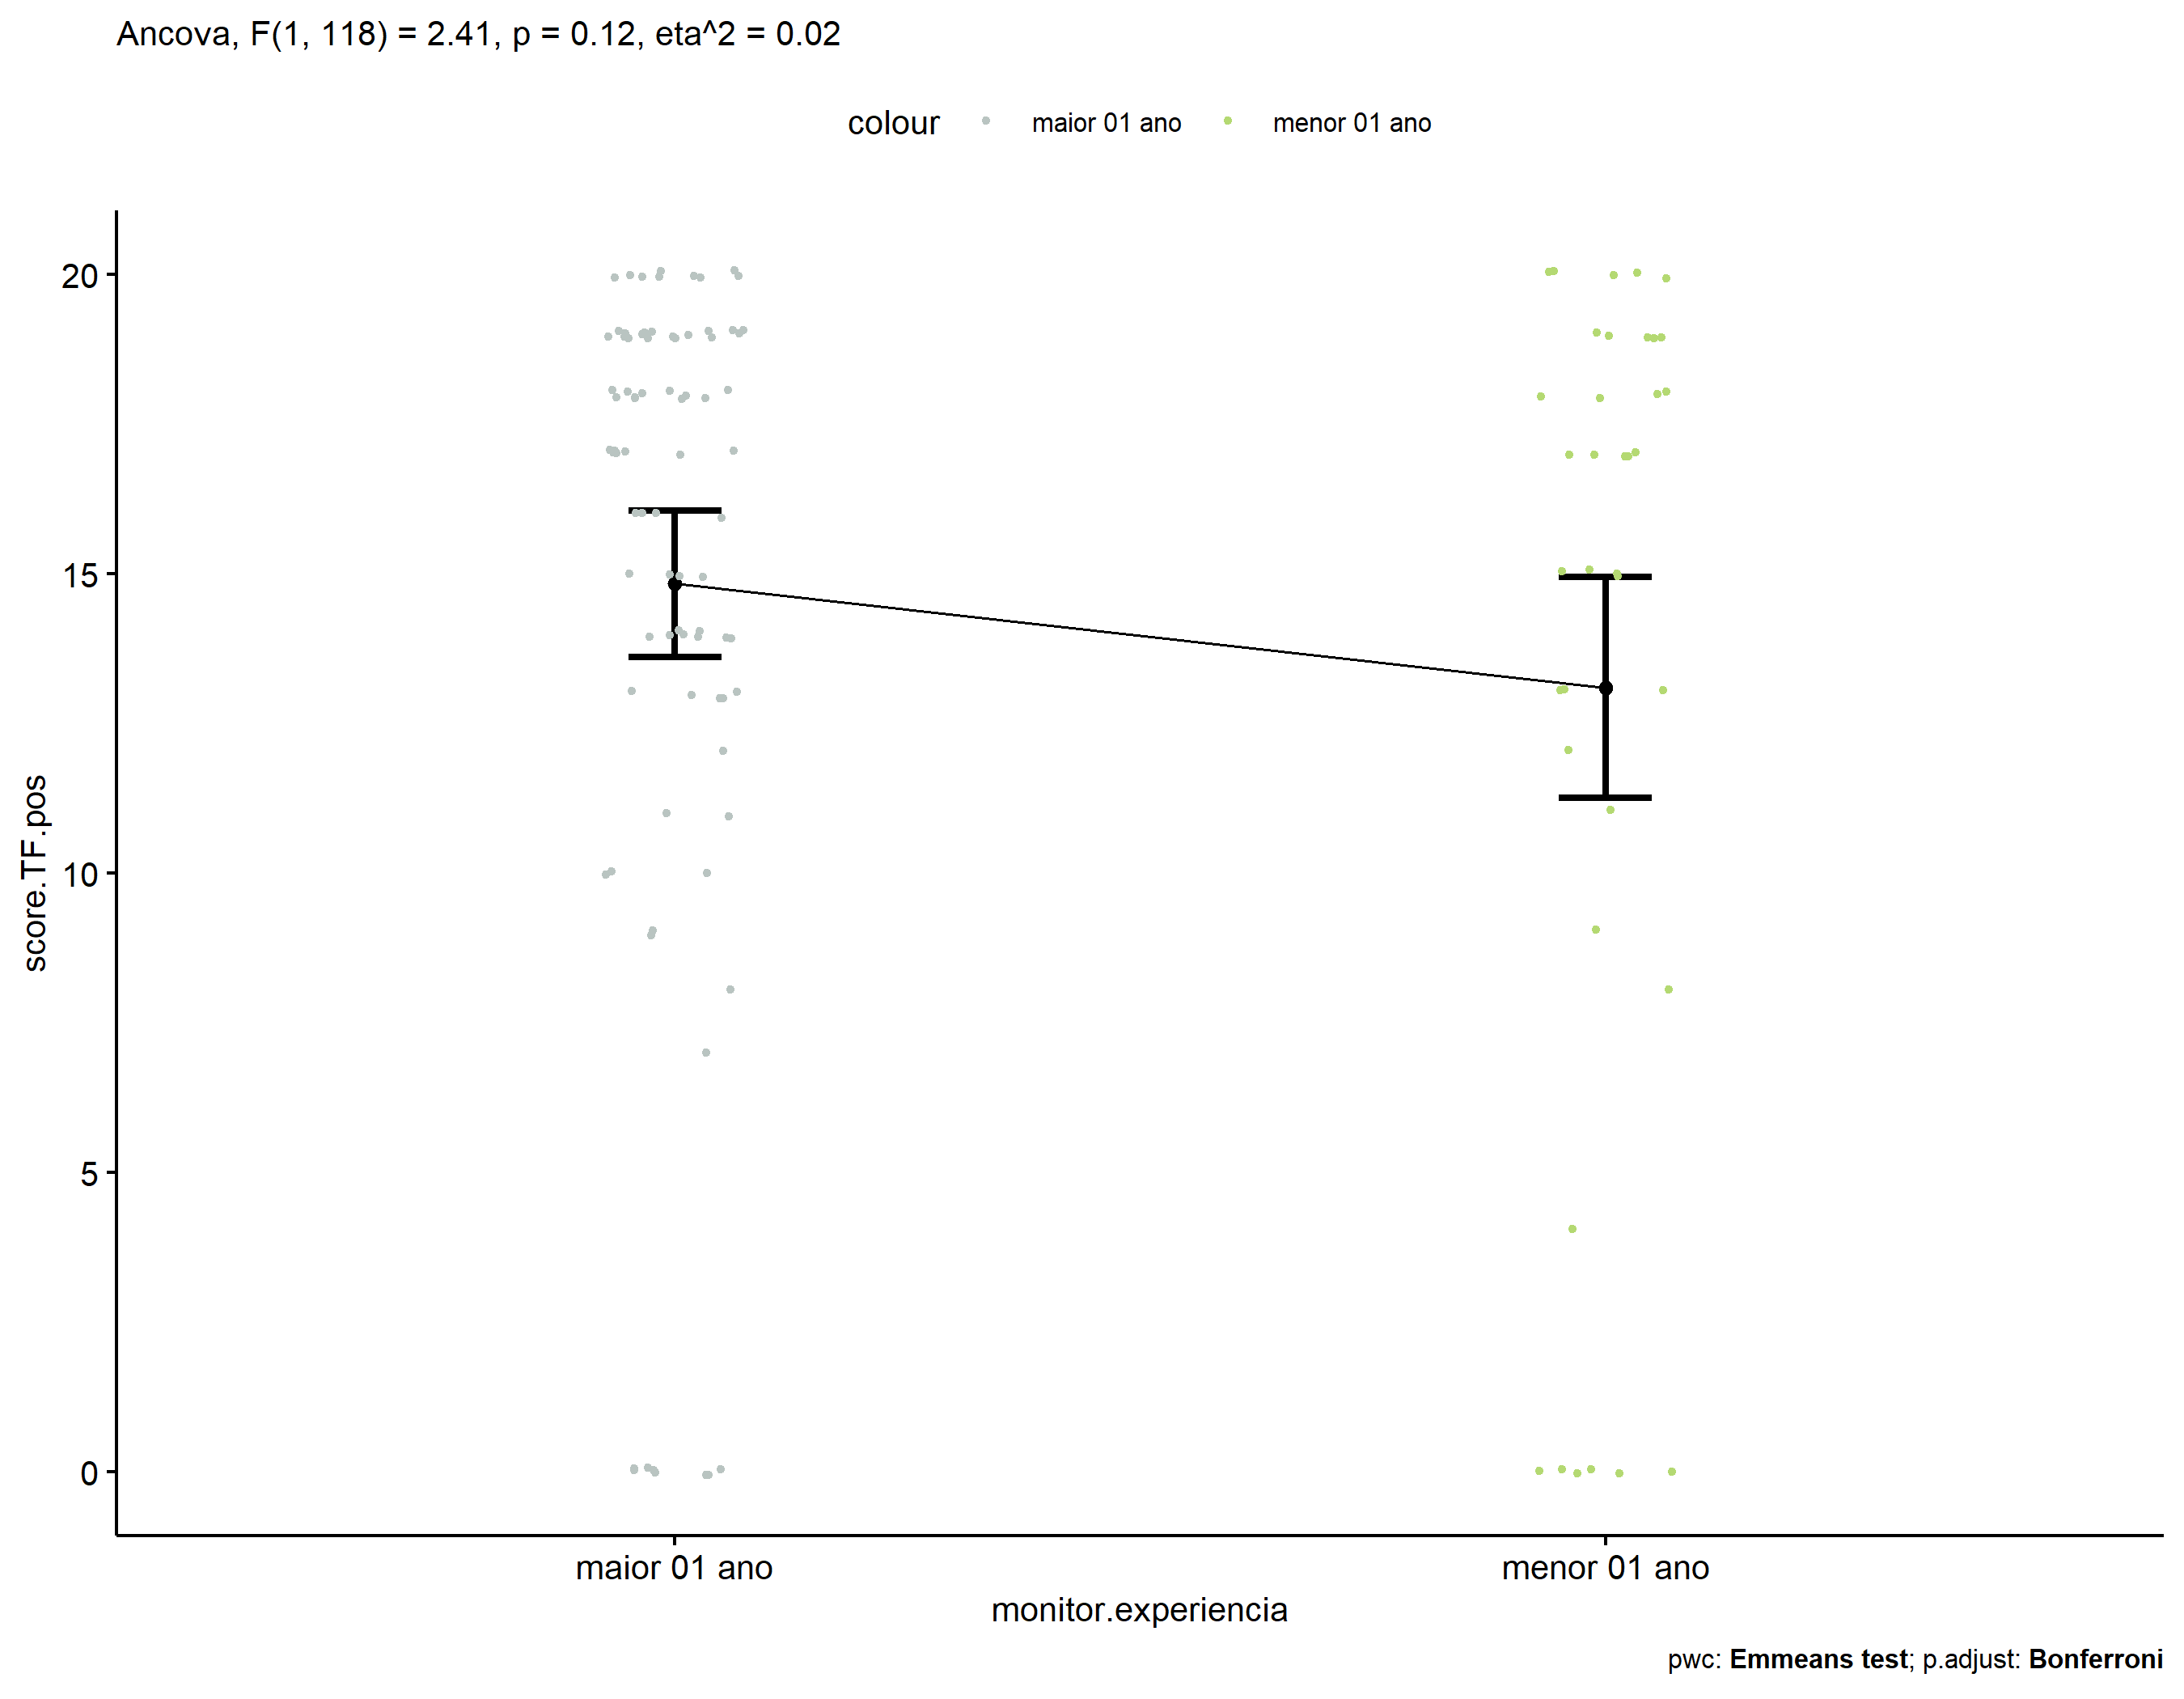 Ancova, F(1, 118) = 2.41, p = 0.12, eta^2 = 0.02
colour maior 01 ano menor 01 ano
20
15
10
5
0
score.TF.pos
maior 01 ano menor 01 ano
monitor.experiencia
pwc: Emmeans test; p.adjust: Bonferroni